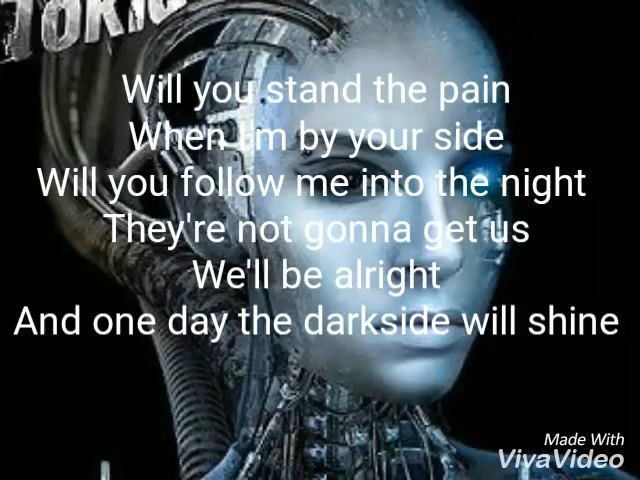 TOKIO
Will you stand the pain
When I'm by your side
Will you follow me into the night
They're not gonna get us
We'll be alright
And one day the darkside will shine
Made With
VivaVideo